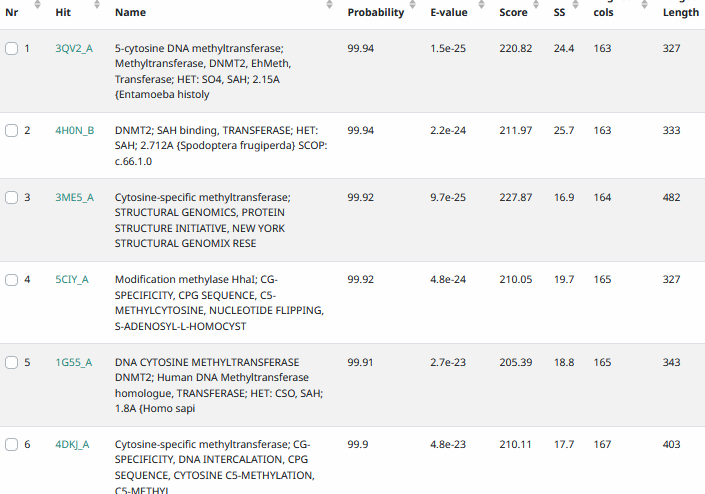 Nr Hit Name Probability E-value Score SS cols Length
1 3QV2_A 5-cytosine DNA methyltransferase; 99.94 1.5e-25 220.82 24.4 163 327
Methyltransferase, DNMT2, EhMeth,
Transferase; HET: SO4, SAH; 2.15A
{Entamoeba histoly
2 4H0N_B DNMT2; SAH binding, TRANSFERASE; HET: 99.94 2.2e-24 211.97 25.7 163 333
SAH; 2.712A {Spodoptera frugiperda} SCOP:
c.66.1.0
3 3ME5_A Cytosine-specific methyltransferase; 99.92 9.7e-25 227.87 16.9 164 482
STRUCTURAL GENOMICS, PROTEIN
STRUCTURE INITIATIVE, NEW YORK
STRUCTURAL GENOMIX RESE
4 5CIY_A Modification methylase HhaI; CG- 99.92 4.8e-24 210.05 19.7 165 327
SPECIFICITY, CPG SEQUENCE, C5-
METHYLCYTOSINE, NUCLEOTIDE FLIPPING,
S-ADENOSYL-L-HOMOCYST
5 1G55_A DNA CYTOSINE METHYLTRANSFERASE 99.91 2.7e-23 205.39 18.8 165 343
DNMT2; Human DNA Methyltransferase
homologue, TRANSFERASE; HET: CSO, SAH;
1.8A {Homo sapi
6 4DKJ_A Cytosine-specific methyltransferase; CG- 99.9 4.8e-23 210.11 17.7 167 403
SPECIFICITY, DNA INTERCALATION, CPG
SEQUENCE, CYTOSINE C5-METHYLATION,
C5-METHYL